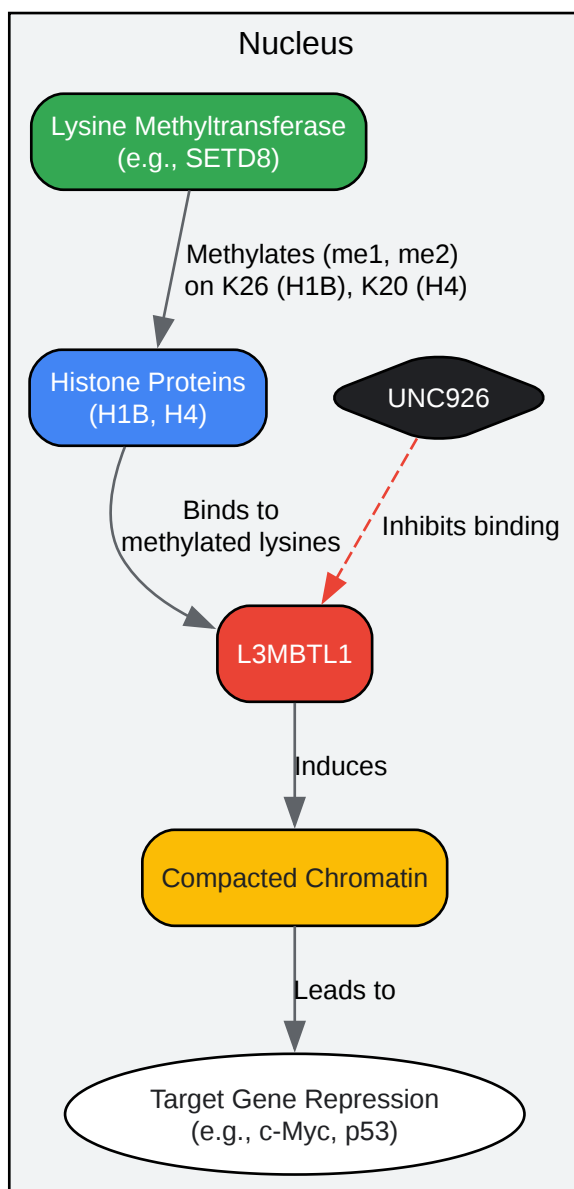 Nucleus
Lysine Methyltransferase
(e.g., SETD8)
Methylates (me1, me2)
on K26 (H1B), K20 (H4)
Histone Proteins
(H1B, H4)
UNC926
Binds to
methylated lysines
Inhibits binding
L3MBTL1
Induces
Compacted Chromatin
Leads to
Target Gene Repression
(e.g., c-Myc, p53)